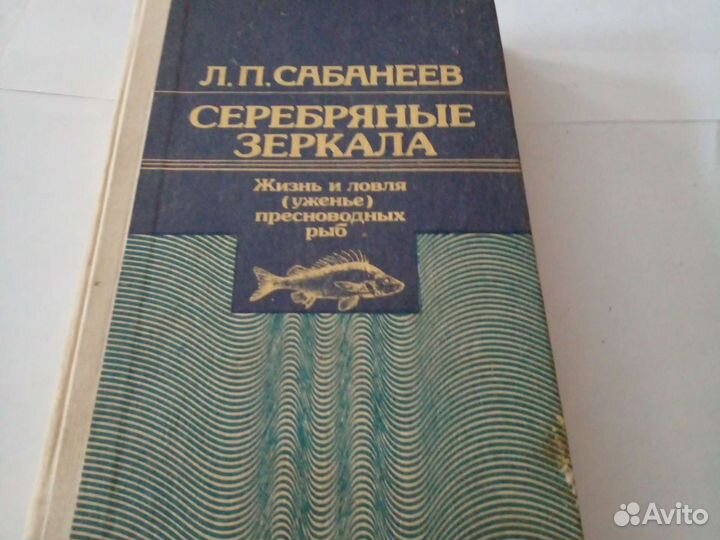 Л. П. САБАНЕЕВ
СЕРЕБРЯНЫЕ
ЗЕРКАЛА
Жизнь и ловля
(уженье)
пресноводных
рыб
Avito